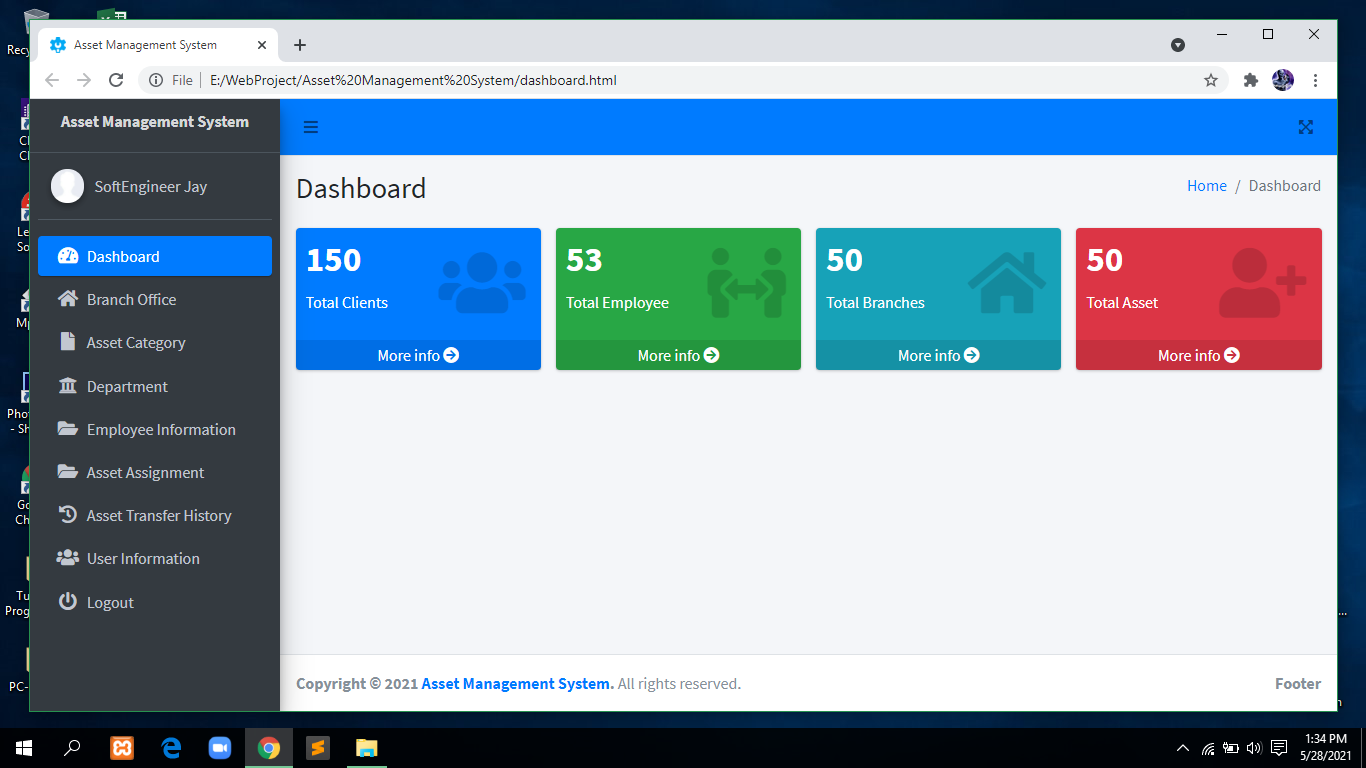 Asset Management System
File
E:/WebProject/Asset%20Management%20System/dashboard.html
Asset Management System
SoftEngineer Jay
Dashboard
Branch Office
Asset Category
Department
Employee Information
Asset Assignment
Asset Transfer History
User Information
Logout
Dashboard
Home / Dashboard
150
Total Clients
More info
53
Total Employee
More info
50
Total Branches
More info
50
Total Asset
More info
Copyright © 2021 Asset Management System. All rights reserved.
Footer
1:34 PM
5/28/2021